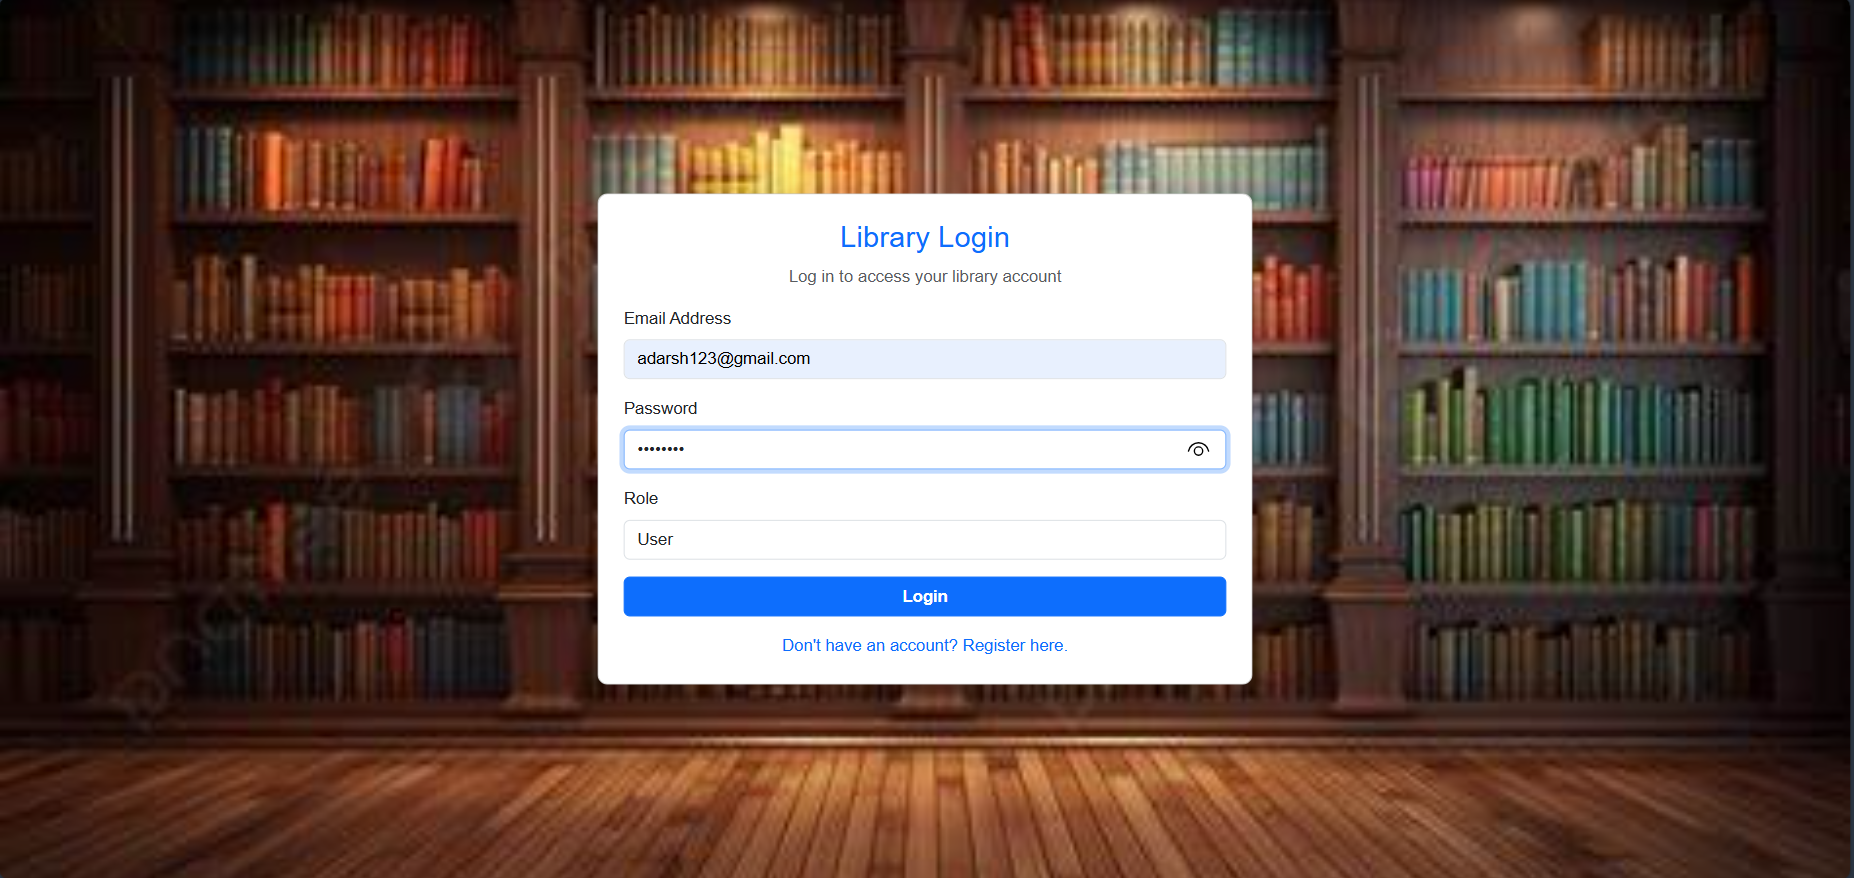 Library Login
Log in to access your library account
Email Address
adarsh123@gmail.com
Password
••••••••
Role
User
Login
Don't have an account? Register here.